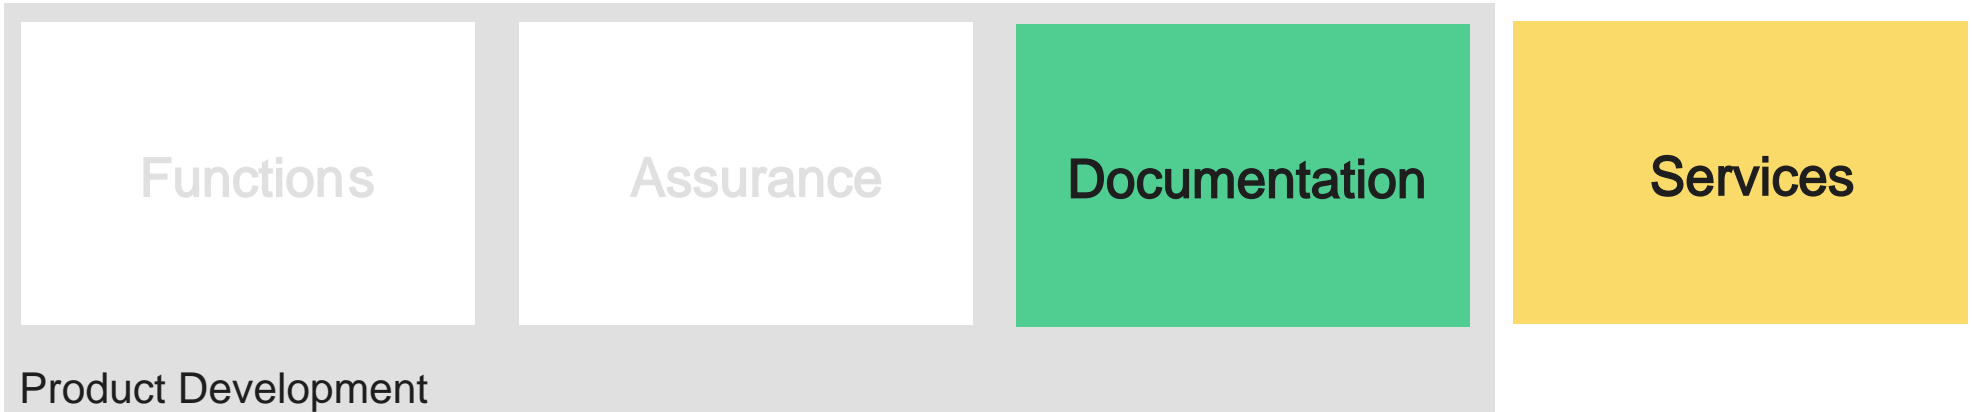 Functions
Assurance
Documentation
Services
Product Development